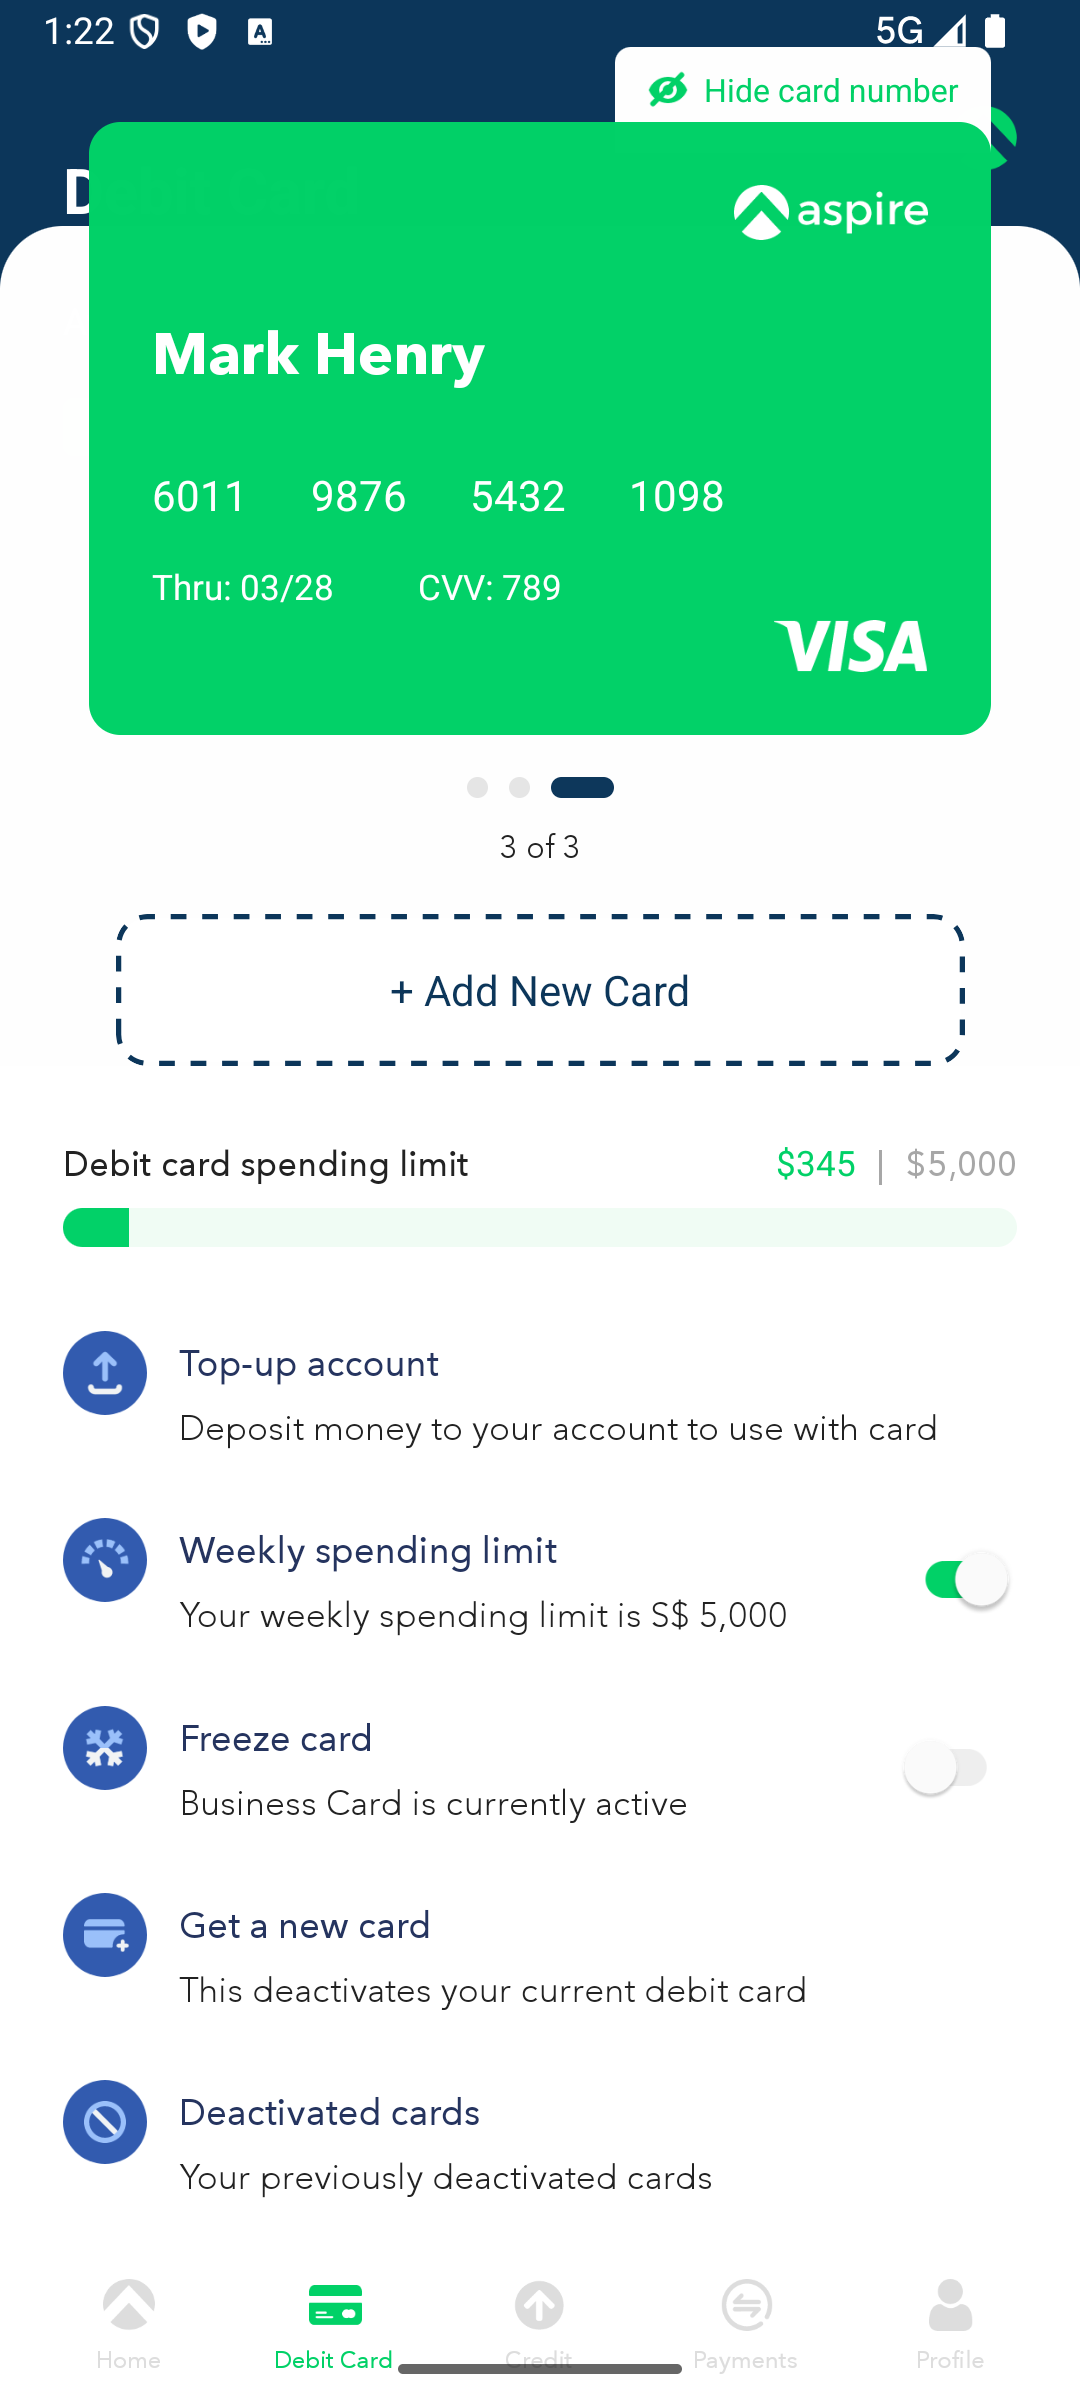 1:22
5G
Hide card number
D
aspire
Mark Henry
6011 9876 5432 1098
Thru: 03/28 CVV: 789
VISA
3 of 3
+ Add New Card
Debit card spending limit $345 | $5,000
Top-up account
Deposit money to your account to use with card
Weekly spending limit
Your weekly spending limit is S$ 5,000
Freeze card
Business Card is currently active
Get a new card
This deactivates your current debit card
Deactivated cards
Your previously deactivated cards
Home Debit Card Credit Payments Profile